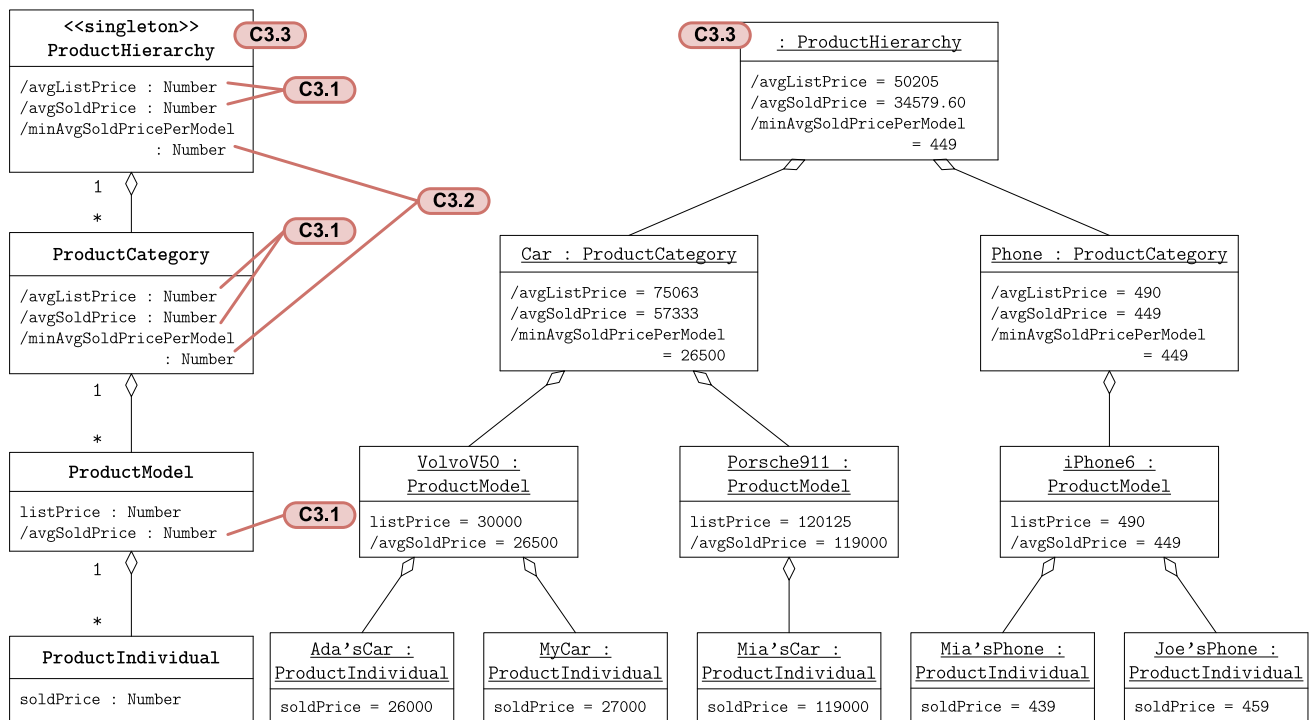 <<singleton>>
ProductHierarchy
C3.3
/avgListPrice : Number
/avgSoldPrice : Number
/minAvgSoldPricePerModel
: Number
C3.1
1
*
C3.2
ProductCategory
C3.1
/avgListPrice : Number
/avgSoldPrice : Number
/minAvgSoldPricePerModel
: Number
1
*
ProductModel
listPrice : Number
/avgSoldPrice : Number
C3.1
1
*
ProductIndividual
soldPrice : Number
C3.3
: ProductHierarchy
/avgListPrice = 50205
/avgSoldPrice = 34579.60
/minAvgSoldPricePerModel
= 449
Car : ProductCategory
/avgListPrice = 75063
/avgSoldPrice = 57333
/minAvgSoldPricePerModel
= 26500
Phone : ProductCategory
/avgListPrice = 490
/avgSoldPrice = 449
/minAvgSoldPricePerModel
= 449
VolvoV50 :
ProductModel
listPrice = 30000
/avgSoldPrice = 26500
Porsche911 :
ProductModel
listPrice = 120125
/avgSoldPrice = 119000
iPhone6 :
ProductModel
listPrice = 490
/avgSoldPrice = 449
Ada'sCar :
ProductIndividual
soldPrice = 26000
MyCar :
ProductIndividual
soldPrice = 27000
Mia'sCar :
ProductIndividual
soldPrice = 119000
Mia'sPhone :
ProductIndividual
soldPrice = 439
Joe'sPhone :
ProductIndividual
soldPrice = 459